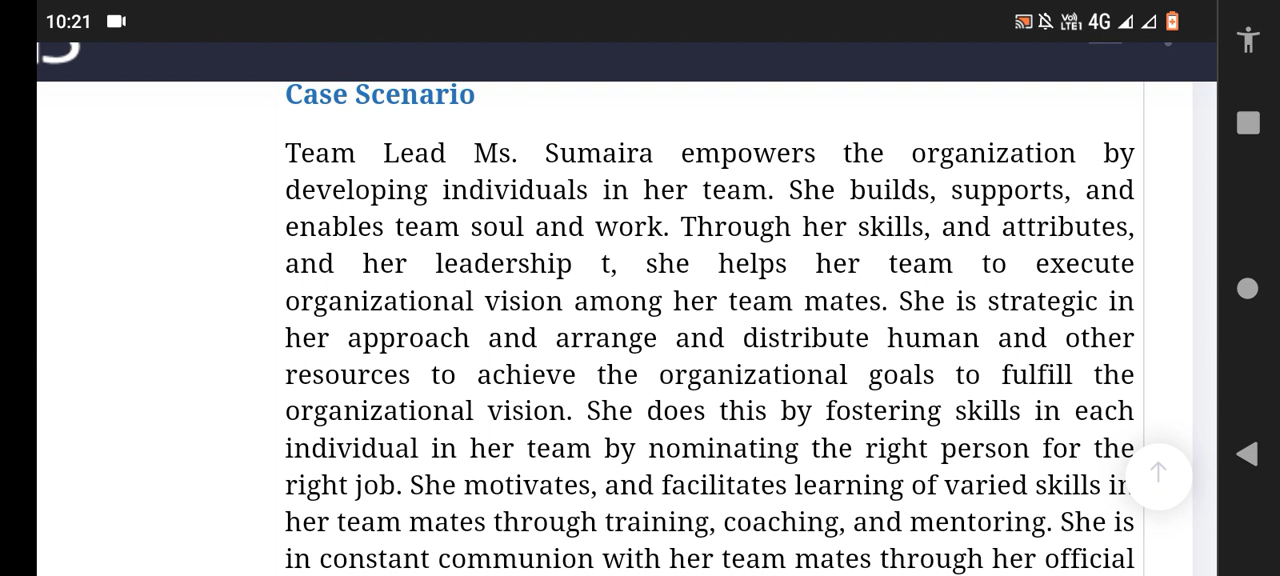 10:21
Vo) 4G
LTE1
Case Scenario
Team Lead Ms. Sumaira empowers the organization by
developing individuals in her team. She builds, supports, and
enables team soul and work. Through her skills, and attributes,
and her leadership t, she helps her team to execute
organizational vision among her team mates. She is strategic in
her approach and arrange and distribute human and other
resources to achieve the organizational goals to fulfill the
organizational vision. She does this by fostering skills in each
individual in her team by nominating the right person for the
right job. She motivates, and facilitates learning of varied skills in
her team mates through training, coaching, and mentoring. She is
in constant communion with her team mates through her official